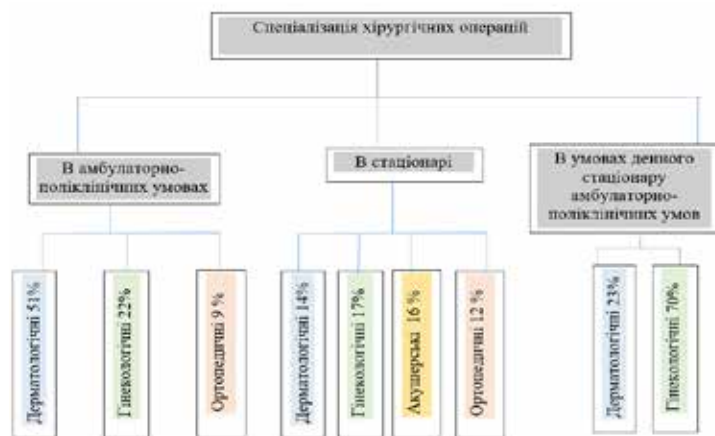 Спеціалізація хірургічних операцій
В амбулаторно-
поліклінічних умовах
В стаціонарі
В умовах денного
стаціонару
амбулаторно-
поліклінічних умов
Дерматологічні 51%
Гінекологічні 22%
Ортопедичні 9 %
Дерматологічні 14%
Гінекологічні 17%
Акушерські 16 %
Ортопедичні 12 %
Дерматологічні 23%
Гінекологічні 70%